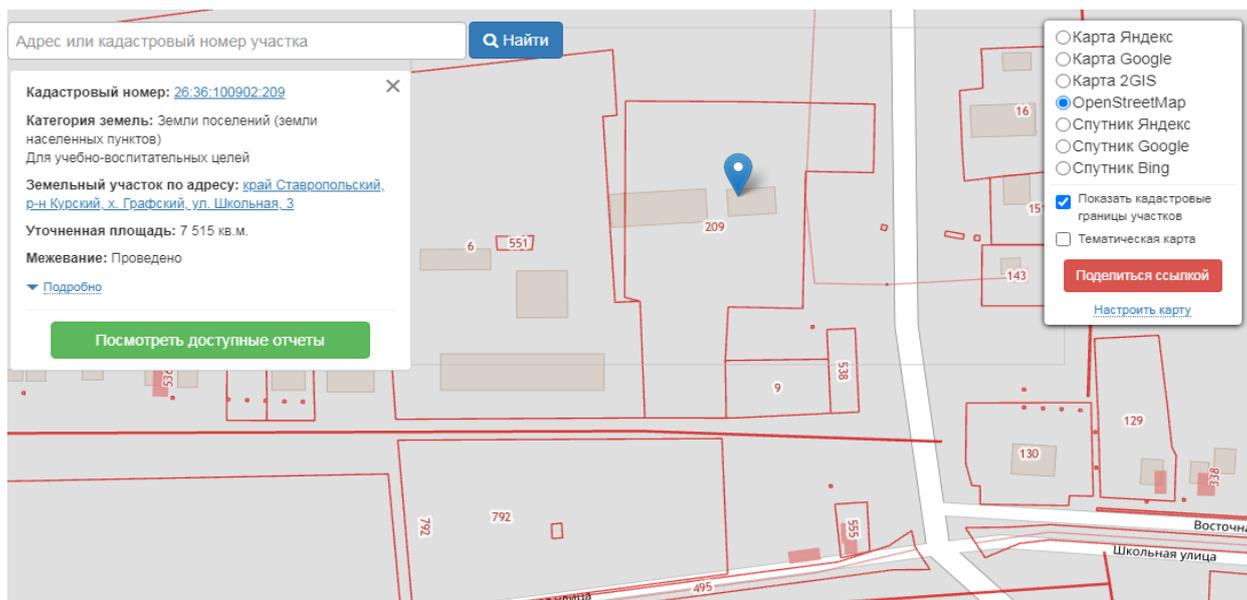 Адрес или кадастровый номер участка
Найти
Кадастровый номер: 26:36:100902:209
Категория земель: Земли поселений (земли
населенных пунктов)
Для учебно-воспитательных целей
Земельный участок по адресу: край Ставропольский,
р-н Курский, х. Графский, ул. Школьная, 3
Уточненная площадь: 7 515 кв.м.
Межевание: Проведено
Подробно
Посмотреть доступные отчеты
Карта Яндекс
Карта Google
Карта 2GIS
OpenStreetMap
Спутник Яндекс
Спутник Google
Спутник Bing
Показать кадастровые
границы участков
Тематическая карта
Поделиться ссылкой
Настроить карту
16
151
209
6
551
143
536
9
538
129
130
338
792
792
555
495
Восточна
Школьная улица
улица